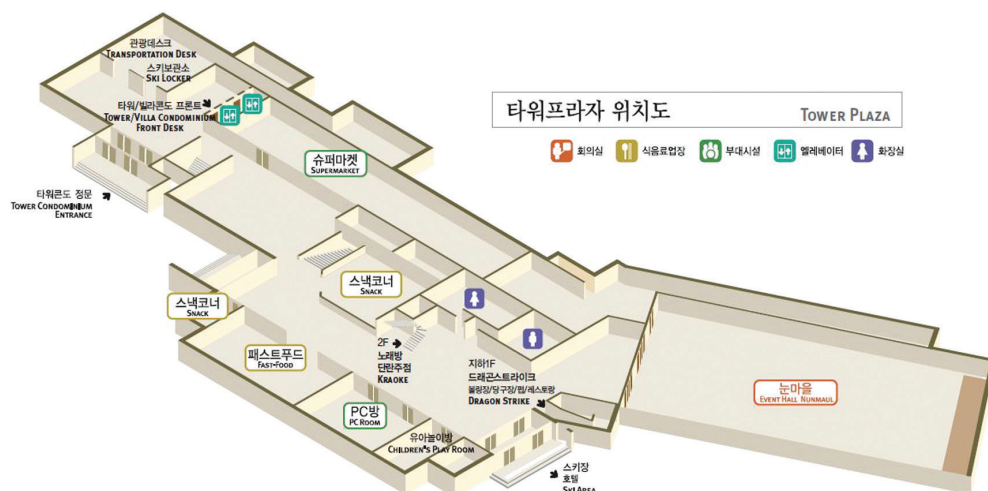 관광데스크
TRANSPORTATION DESK
스키보관소
SKI LOCKER
타워/빌라콘도 프론트
TOWER/VILLA CONDOMINIUM
FRONT DESK
타워프라자 위치도
TOWER PLAZA
회의실
식음료업장
부대시설
엘레베이터
화장실
슈퍼마켓
SUPERMARKET
타워콘도 정문
TOWER CONDOMINIUM
ENTRANCE
스낵코너
SNACK
스낵코너
SNACK
패스트푸드
FAST-FOOD
2F
노래방
단란주점
KRAOKE
지하1F
드래곤스트라이크
볼링장/당구장/펍/레스토랑
DRAGON STRIKE
눈마을
EVENT HALL NUNMAUL
PC방
PC ROOM
유아놀이방
CHILDREN'S PLAY ROOM
스키장
호텔
SKI AREA